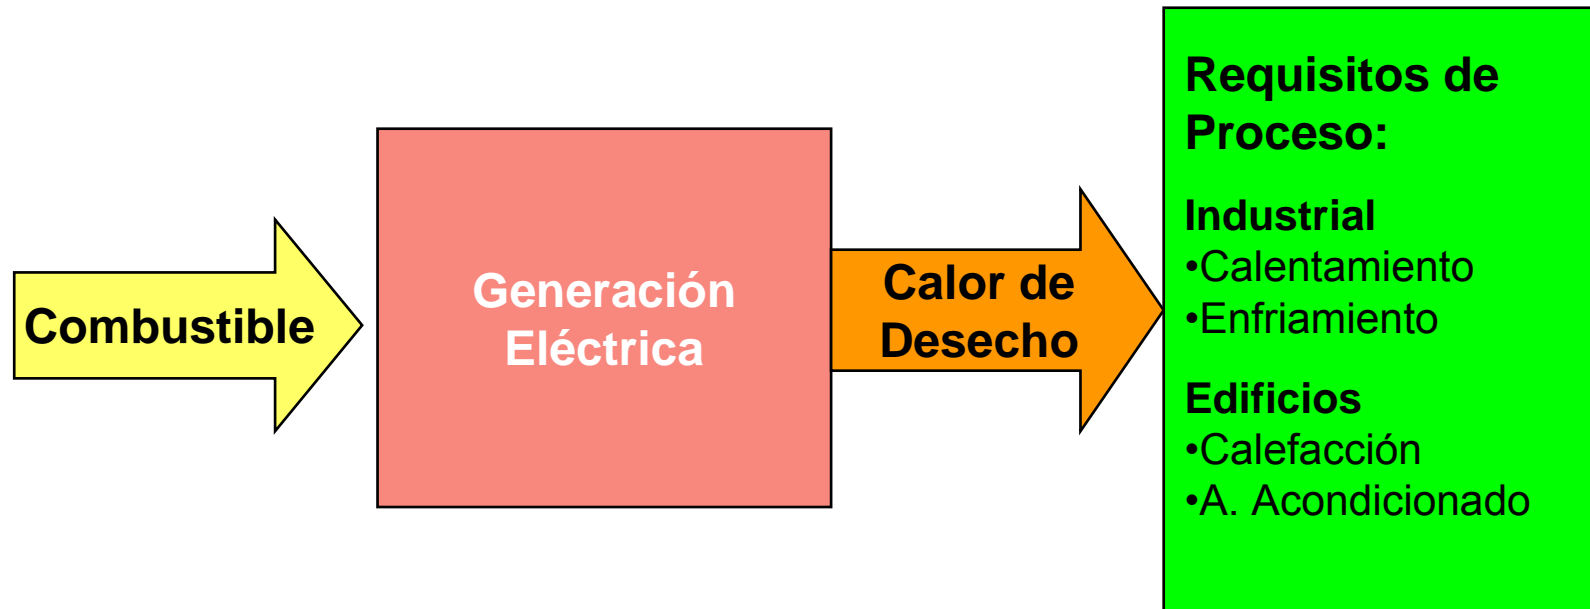 Combustible
Generación
Eléctrica
Calor de
Desecho
Requisitos de
Proceso:
Industrial
•Calentamiento
•Enfriamiento
Edificios
•Calefacción
•A. Acondicionado